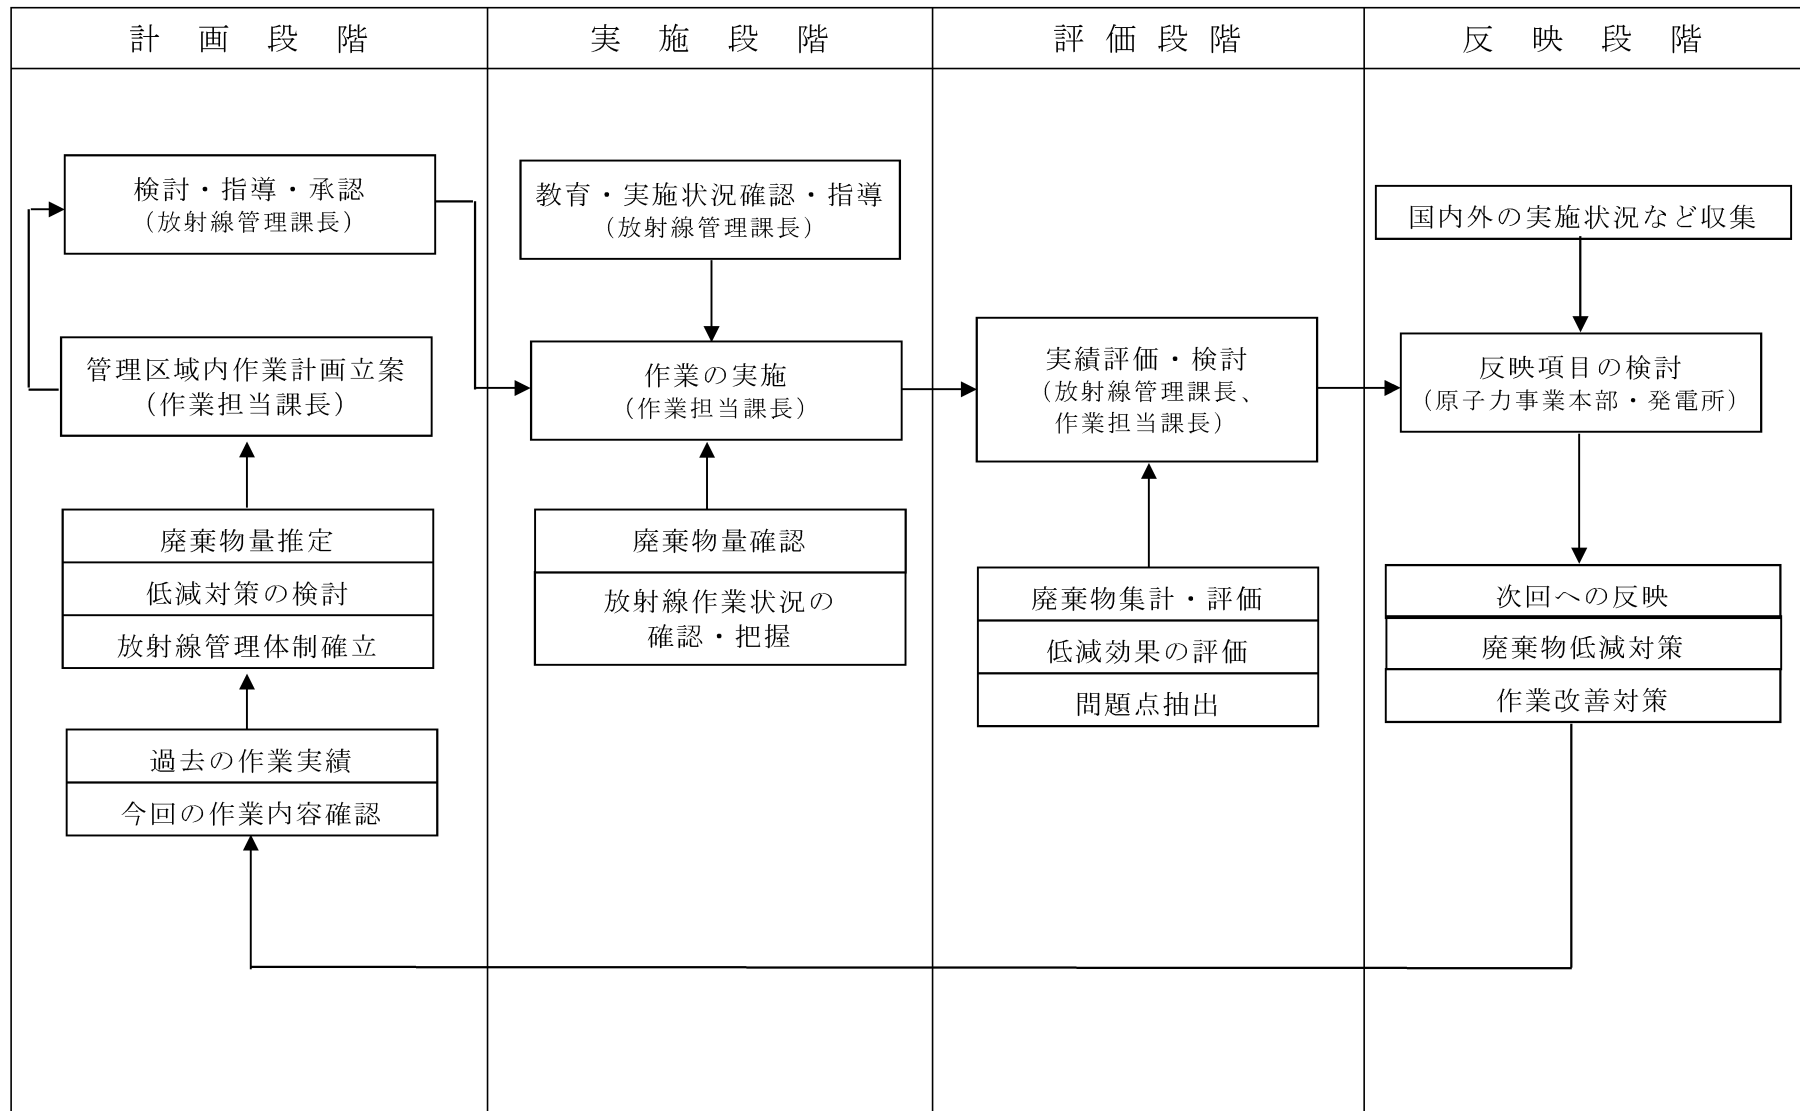 計画段階
実施段階
評価段階
反映段階
検討・指導・承認
（放射線管理課長）
管理区域内作業計画立案
（作業担当課長）
廃棄物量推定
低減対策の検討
放射線管理体制確立
過去の作業実績
今回の作業内容確認
教育・実施状況確認・指導
（放射線管理課長）
作業の実施
（作業担当課長）
廃棄物量確認
放射線作業状況の
確認・把握
実績評価・検討
（放射線管理課長、
作業担当課長）
廃棄物集計・評価
低減効果の評価
問題点抽出
国内外の実施状況など収集
反映項目の検討
（原子力事業本部・発電所）
次回への反映
廃棄物低減対策
作業改善対策